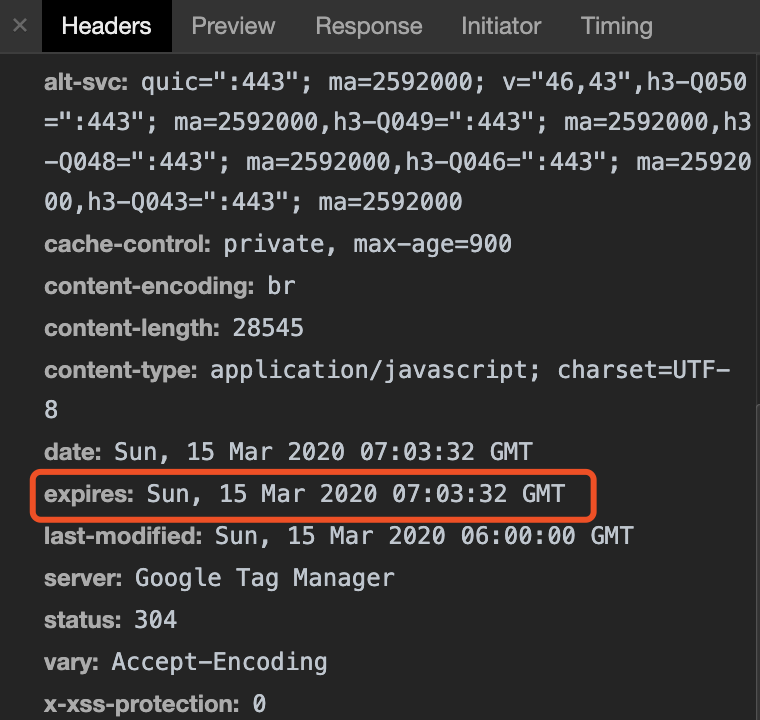 × Headers Preview Response Initiator Timing
alt-svc: quic=":443"; ma=2592000; v="46,43",h3-Q050
=":443"; ma=2592000,h3-Q049=":443"; ma=2592000,h3
-Q048=":443"; ma=2592000,h3-Q046=":443"; ma=25920
00,h3-Q043=":443"; ma=2592000
cache-control: private, max-age=900
content-encoding: br
content-length: 28545
content-type: application/javascript; charset=UTF-
8
date: Sun, 15 Mar 2020 07:03:32 GMT
expires: Sun, 15 Mar 2020 07:03:32 GMT
last-modified: Sun, 15 Mar 2020 06:00:00 GMT
server: Google Tag Manager
status: 304
vary: Accept-Encoding
x-xss-protection: 0